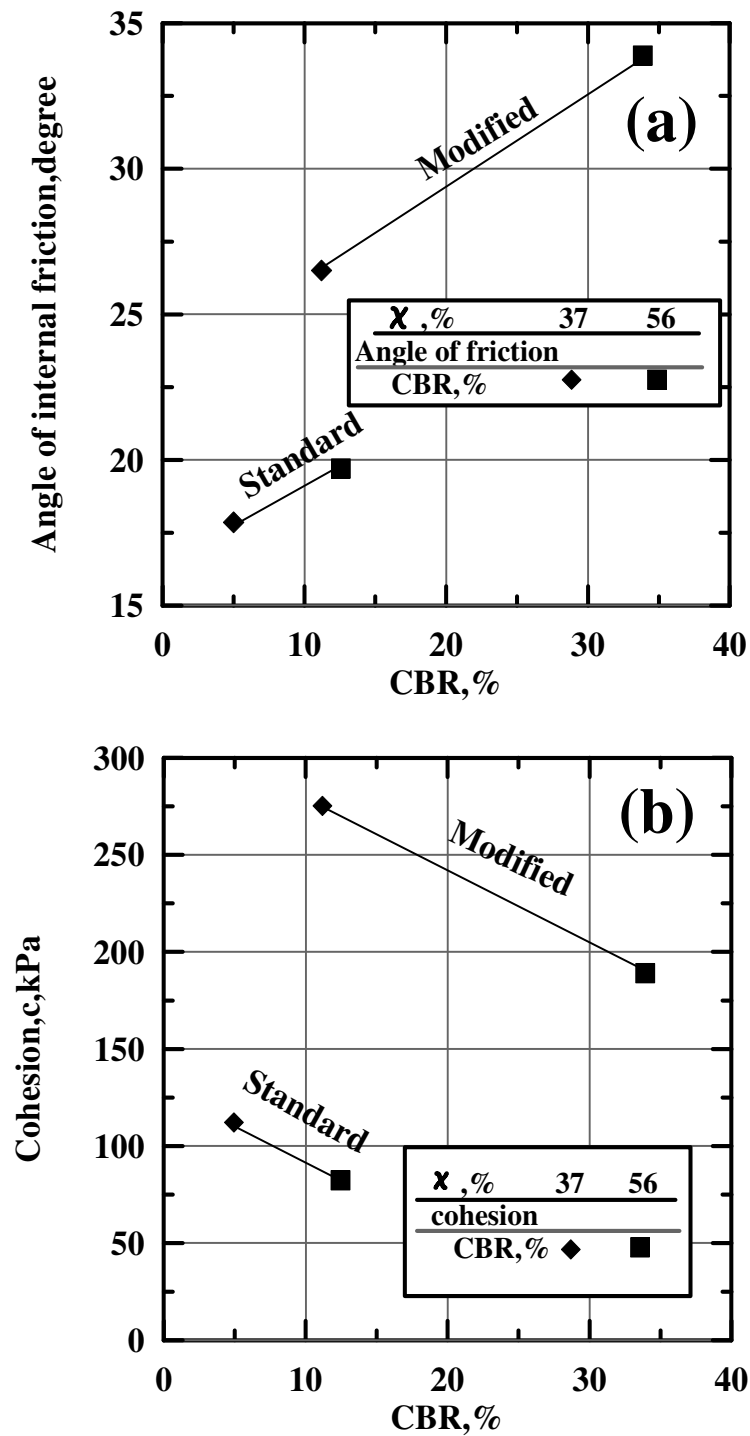 35
30
25
20
15
Angle of internal friction,degree
(a)
Modified
Standard
χ ,% 37 56
Angle of friction
CBR,%
0 10 20 30 40
CBR,%
300
250
200
150
100
50
0
Cohesion,c,kPa
(b)
Modified
Standard
χ ,% 37 56
cohesion
CBR,%
0 10 20 30 40
CBR,%